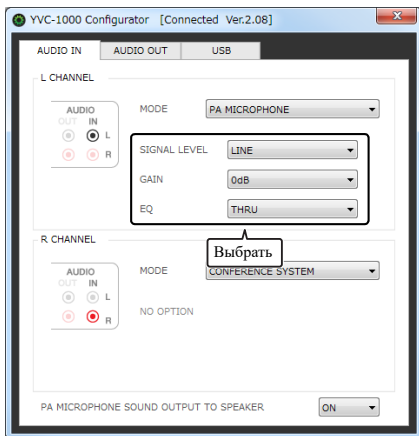 YVC-1000 Configurator [Connected Ver.2.08]
AUDIO IN AUDIO OUT USB
L CHANNEL
AUDIO
OUT IN
L
R
MODE PA MICROPHONE
SIGNAL LEVEL LINE
GAIN 0dB
EQ THRU
Выбрать
R CHANNEL
AUDIO
OUT IN
L
R
MODE CONFERENCE SYSTEM
NO OPTION
PA MICROPHONE SOUND OUTPUT TO SPEAKER ON